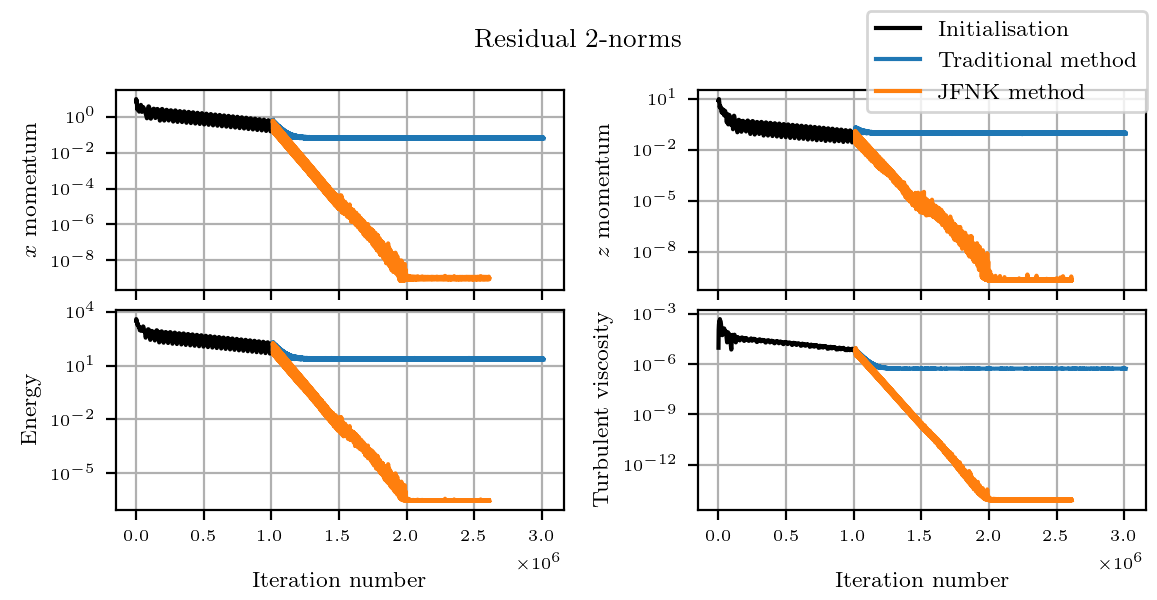 Residual 2-norms
Initialisation
Traditional method
JFNK method
x momentum
10^0
10^−2
10^−4
10^−6
10^−8
z momentum
10^1
10^−2
10^−5
10^−8
Energy
10^4
10^1
10^−2
10^−5
Turbulent viscosity
10^−3
10^−6
10^−9
10^−12
0.0 0.5 1.0 1.5 2.0 2.5 3.0
×10^6
Iteration number
0.0 0.5 1.0 1.5 2.0 2.5 3.0
×10^6
Iteration number